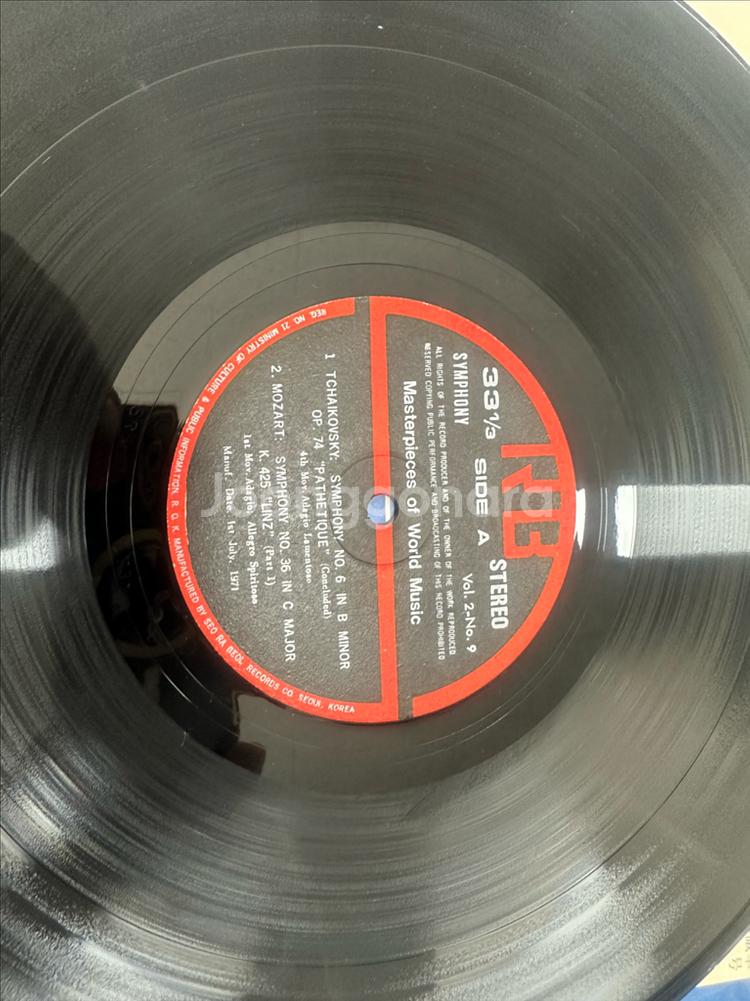 RB
33 1/3 SIDE A STEREO
Vol. 2-No. 9
SYMPHONY
ALL RIGHTS OF THE RECORD PRODUCER AND OF THE OWNER OF THE WORK REPRODUCED
RESERVED COPYING PUBLIC PERFORMANCE AND BROADCASTING OF THIS RECORD PROHIBITED
Masterpieces of World Music
1 TCHAIKOVSKY: SYMPHONY NO. 6 IN B MINOR
OP. 74 "PATHETIQUE" (Concluded)
4th Mov. Adagio Lamentoso
2. MOZART: SYMPHONY NO. 36 IN C MAJOR
K. 425 "LINZ" (Part 1)
1st Mov. Adagio, Allegro Spiritoso
Manuf. Date. 1st July, 1971
REG. NO. 21 MINISTRY OF CULTURE & PUBLIC INFORMATION, R. O. K. MANUFACTURED BY SEO RA BEOL RECORDS CO. SEOUL, KOREA
Joonggonara